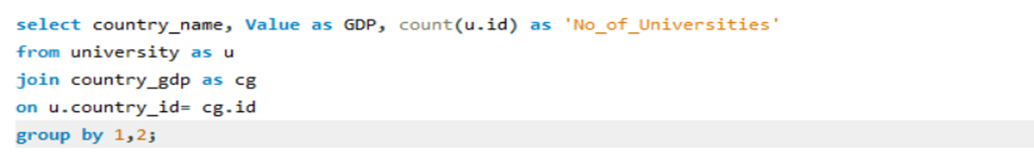 select country_name, Value as GDP, count(u.id) as 'No_of_Universities'
from university as u
join country_gdp as cg
on u.country_id= cg.id
group by 1,2;